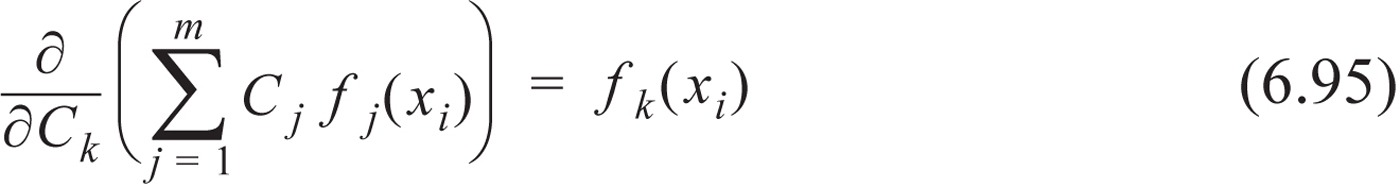 ∂/∂C_k (∑_{j = 1}^{m} C_j f_j(x_i)) = f_k(x_i) (6.95)